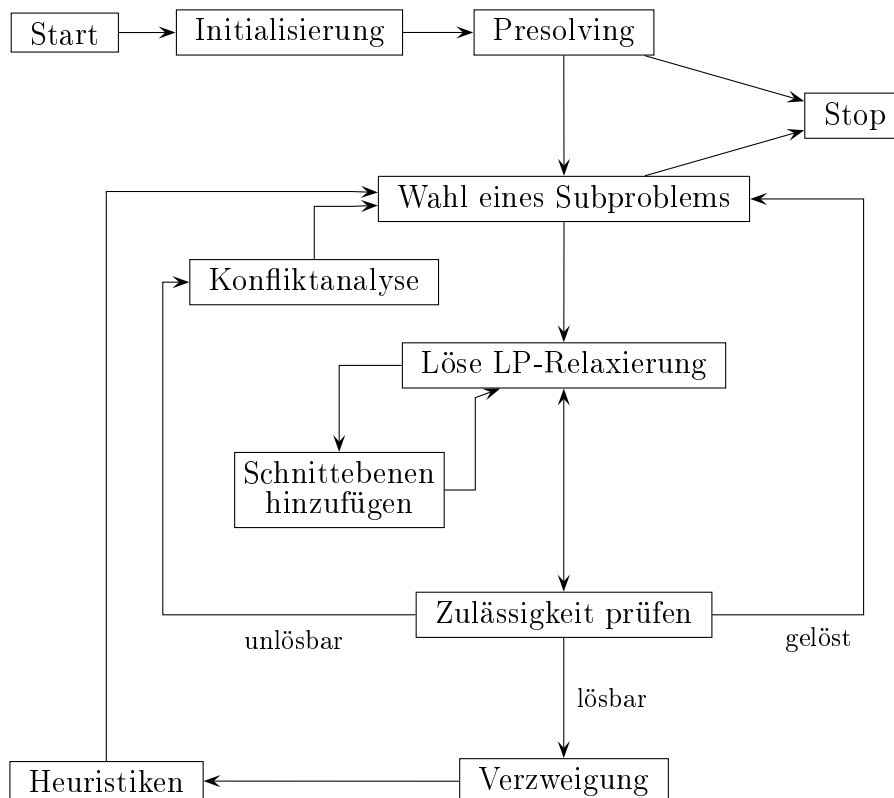 Start
Initialisierung
Presolving
Stop
Wahl eines Subproblems
Konfliktanalyse
Löse LP-Relaxierung
Schnittebenen
hinzufügen
Zulässigkeit prüfen
unlösbar
gelöst
lösbar
Heuristiken
Verzweigung